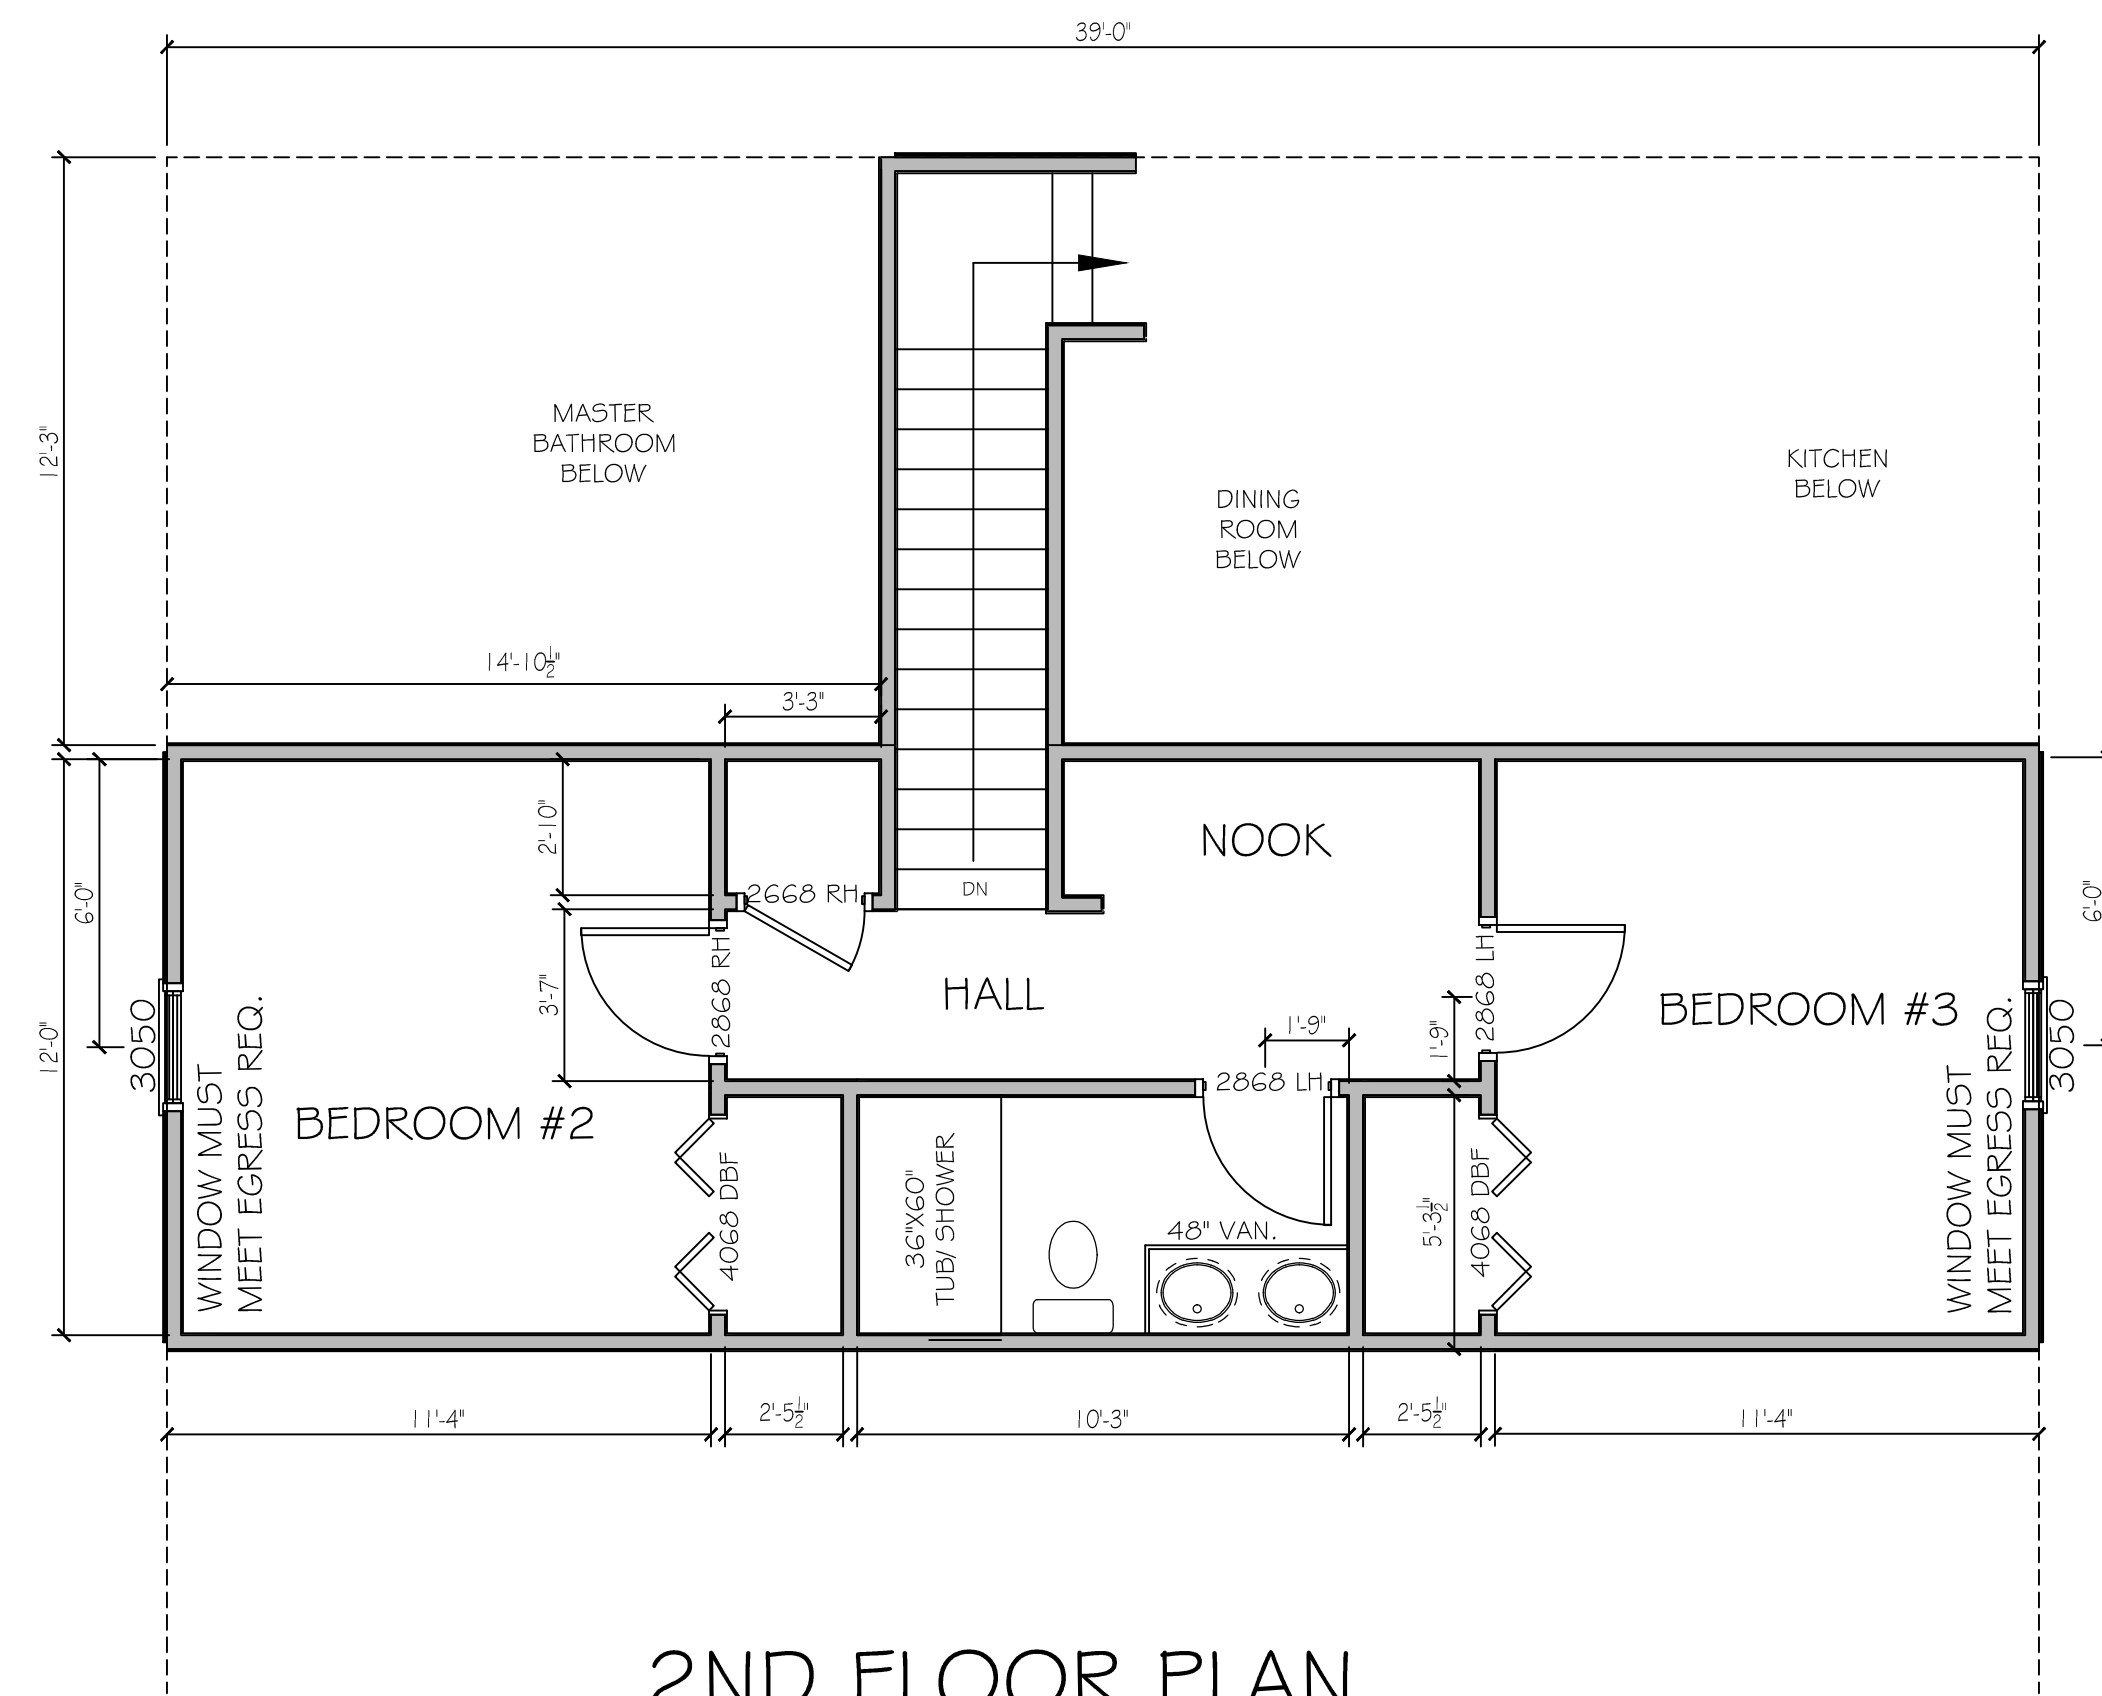 39'-0"
12'-3"
MASTER
BATHROOM
BELOW
KITCHEN
BELOW
DINING
ROOM
BELOW
14'-10½"
3'-3"
2'-10"
NOOK
6'-0"
6'-0"
2668 RH
DN
2868 RH
2868 LH
3'-7"
HALL
BEDROOM #3
12'-0"
3050
3050
1'-9"
1'-9"
2868 LH
BEDROOM #2
WINDOW MUST
MEET EGRESS REQ.
4068 DBF
36"X60"
TUB/ SHOWER
48" VAN.
5'-3½"
4068 DBF
WINDOW MUST
MEET EGRESS REQ.
11'-4"
2'-5½"
10'-3"
2'-5½"
11'-4"
2ND FLOOR PLAN